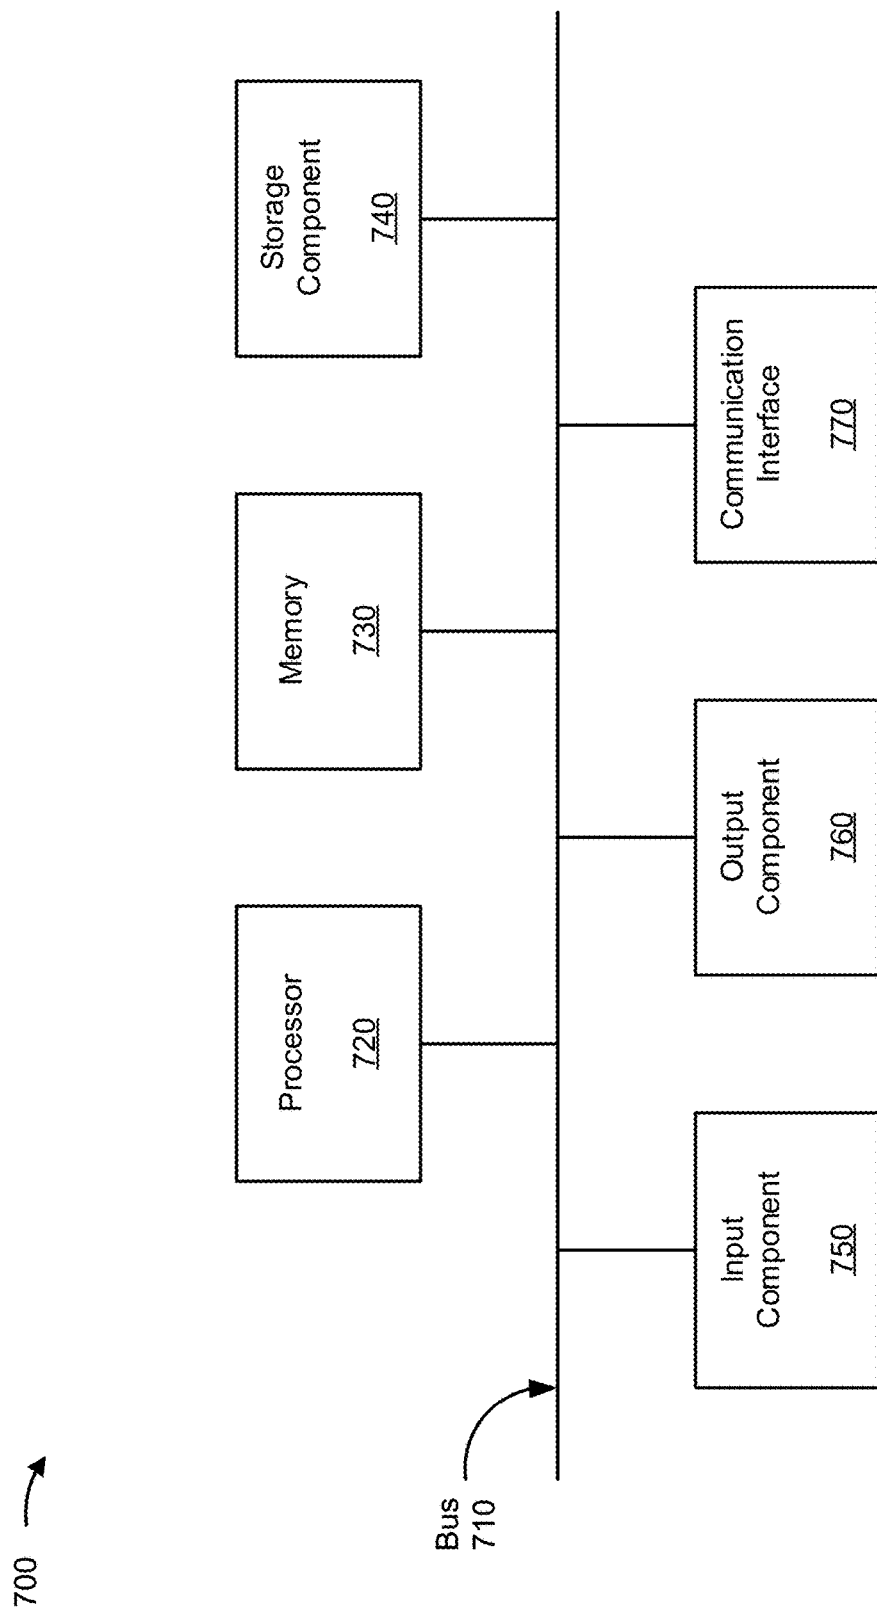 700
Processor
720
Memory
730
Storage
Component
740
Bus
710
Input
Component
750
Output
Component
760
Communication
Interface
770